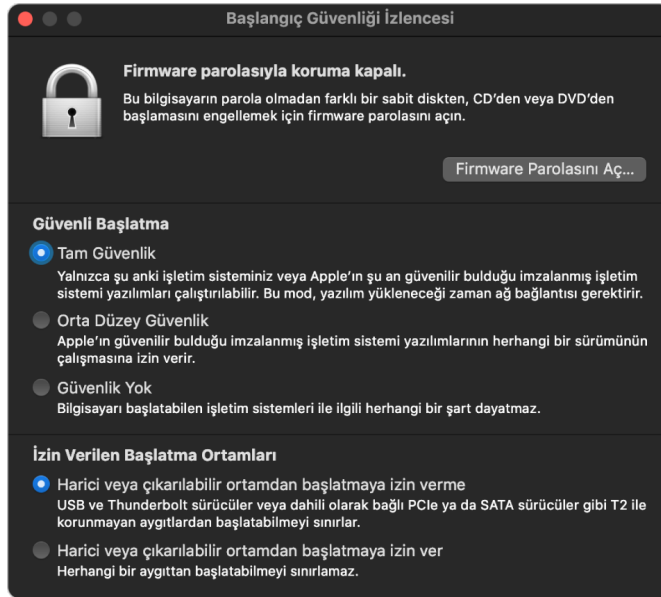 Başlangıç Güvenliği İzlencesi
Firmware parolasıyla koruma kapalı.
Bu bilgisayarın parola olmadan farklı bir sabit diskten, CD'den veya DVD'den
başlamasını engellemek için firmware parolasını açın.
Firmware Parolasını Aç...
Güvenli Başlatma
Tam Güvenlik
Yalnızca şu anki işletim sisteminiz veya Apple'ın şu an güvenilir bulduğu imzalanmış işletim
sistemi yazılımları çalıştırılabilir. Bu mod, yazılım yükleneceği zaman ağ bağlantısı gerektirir.
Orta Düzey Güvenlik
Apple'ın güvenilir bulduğu imzalanmış işletim sistemi yazılımlarının herhangi bir sürümünün
çalışmasına izin verir.
Güvenlik Yok
Bilgisayarı başlatabilen işletim sistemleri ile ilgili herhangi bir şart dayatmaz.
İzin Verilen Başlatma Ortamları
Harici veya çıkarılabilir ortamdan başlatmaya izin verme
USB ve Thunderbolt sürücüler veya dahili olarak bağlı PCIe ya da SATA sürücüler gibi T2 ile
korunmayan aygıtlardan başlatabilmeyi sınırlar.
Harici veya çıkarılabilir ortamdan başlatmaya izin ver
Herhangi bir aygıttan başlatabilmeyi sınırlamaz.